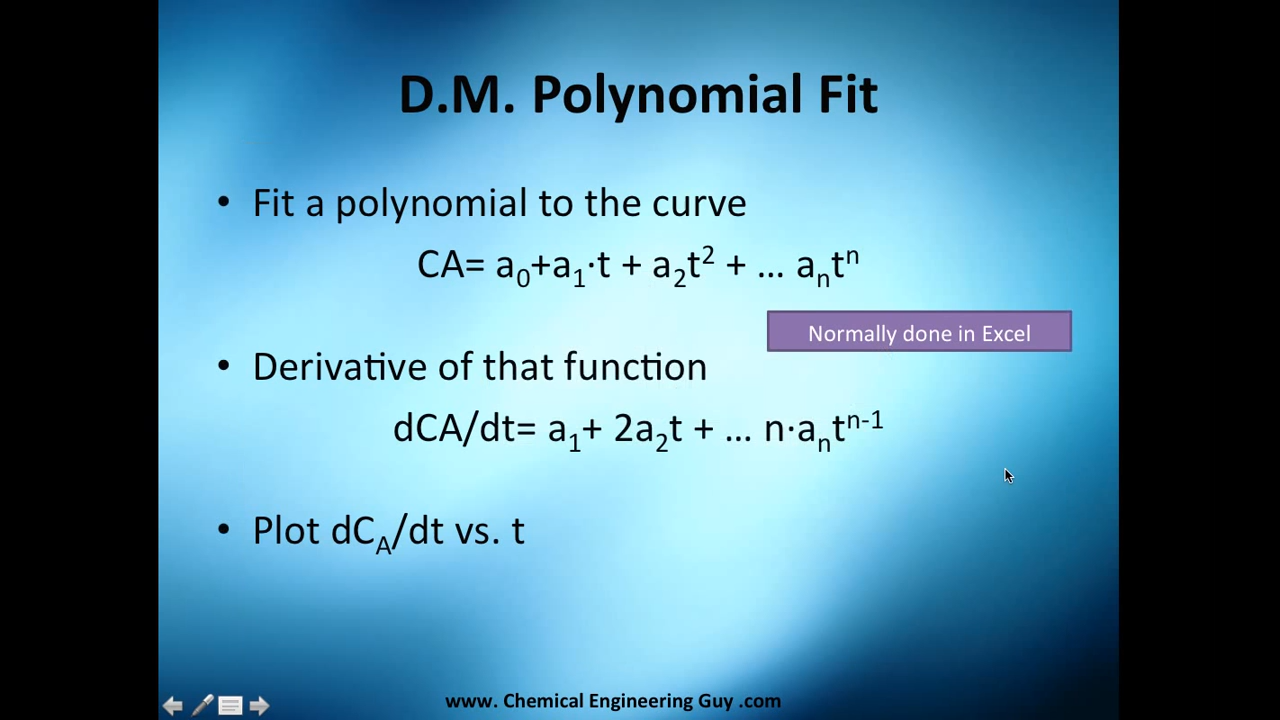 D.M. Polynomial Fit
• Fit a polynomial to the curve
CA= a₀+a₁·t + a₂t² + … aₙtⁿ
Normally done in Excel
• Derivative of that function
dCA/dt= a₁+ 2a₂t + … n·aₙtⁿ⁻¹
• Plot dC_A/dt vs. t
www. Chemical Engineering Guy .com